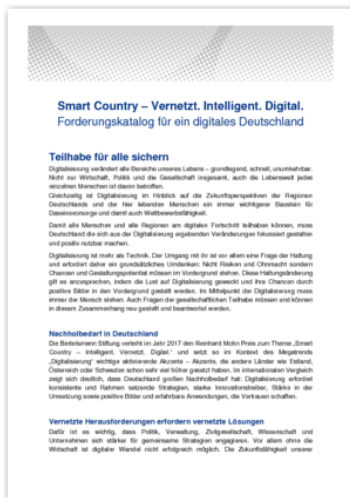 Smart Country – Vernetzt. Intelligent. Digital.
Forderungskatalog für ein digitales Deutschland
Teilhabe für alle sichern
Digitalisierung verändert alle Bereiche unseres Lebens – grundlegend, schnell, unumkehrbar.
Nicht nur Wirtschaft, Politik und die Gesellschaft insgesamt, auch die Lebenswelt jedes
einzelnen Menschen ist davon betroffen.
Gleichzeitig ist Digitalisierung im Hinblick auf die Zukunftsperspektiven der Regionen
Deutschlands und der hier lebenden Menschen ein immer wichtigerer Baustein für
Daseinsvorsorge und damit auch Wettbewerbsfähigkeit.
Damit alle Menschen und alle Regionen am digitalen Fortschritt teilhaben können, muss
Deutschland die sich aus der Digitalisierung ergebenden Veränderungen fokussiert gestalten
und positiv nutzbar machen.
Digitalisierung ist mehr als Technik. Der Umgang mit ihr ist vor allem eine Frage der Haltung
und erfordert daher ein grundsätzliches Umdenken: Nicht Risiken und Ohnmacht sondern
Chancen und Gestaltungspotential müssen im Vordergrund stehen. Diese Haltungsänderung
gilt es anzusprechen, indem die Lust auf Digitalisierung geweckt und ihre Chancen durch
positive Bilder in den Vordergrund gestellt werden. Im Mittelpunkt der Digitalisierung muss
immer der Mensch stehen. Auch Fragen der gesellschaftlichen Teilhabe müssen und können
in diesem Zusammenhang neu gestellt und beantwortet werden.
Nachholbedarf in Deutschland
Die Bertelsmann Stiftung verleiht im Jahr 2017 den Reinhard Mohn Preis zum Thema „Smart
Country – Intelligent. Vernetzt. Digital.“ und setzt so im Kontext des Megatrends
„Digitalisierung“ wichtige aktivierende Akzente – Akzente, die andere Länder wie Estland,
Österreich oder Schweden schon sehr viel früher gesetzt haben. Im internationalen Vergleich
zeigt sich deutlich, dass Deutschland großen Nachholbedarf hat: Digitalisierung erfordert
konsistente und Rahmen setzende Strategien, starke Innovationstreiber, Stärke in der
Umsetzung sowie positive Bilder und erfahrbare Anwendungen, die Vertrauen schaffen.
Vernetzte Herausforderungen erfordern vernetzte Lösungen
Dafür ist es wichtig, dass Politik, Verwaltung, Zivilgesellschaft, Wissenschaft und
Unternehmen sich stärker für gemeinsame Strategien engagieren. Vor allem ohne die
Wirtschaft ist digitaler Wandel nicht erfolgreich möglich. Die Zukunftsfähigkeit unserer